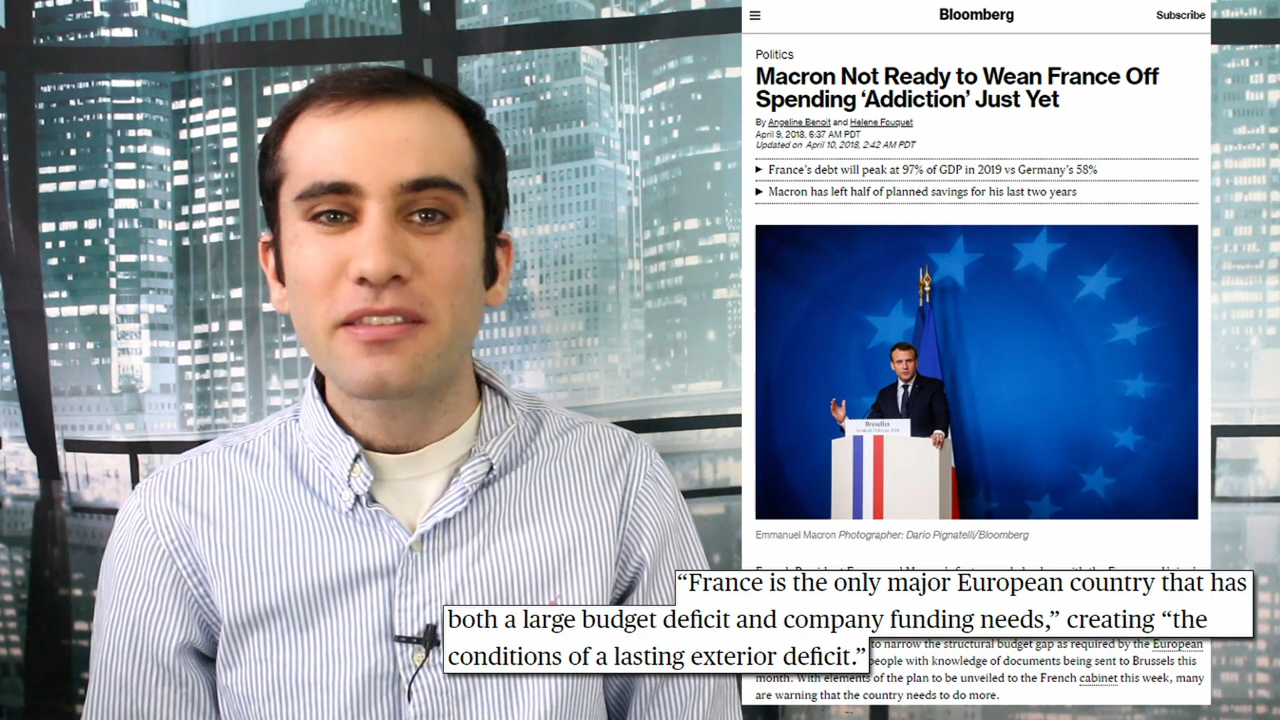 Bloomberg
Subscribe
Politics
Macron Not Ready to Wean France Off
Spending ‘Addiction’ Just Yet
By Angeline Benoit and Helene Fouquet
April 9, 2018, 6:37 AM PDT
Updated on April 10, 2018, 2:42 AM PDT
France's debt will peak at 97% of GDP in 2019 vs Germany's 58%
Macron has left half of planned savings for his last two years
Bruxelles
Emmanuel Macron Photographer: Dario Pignatelli/Bloomberg
“France is the only major European country that has
both a large budget deficit and company funding needs,” creating “the
conditions of a lasting exterior deficit.”
to narrow the structural budget gap as required by the European
people with knowledge of documents being sent to Brussels this
month. With elements of the plan to be unveiled to the French cabinet this week, many
are warning that the country needs to do more.